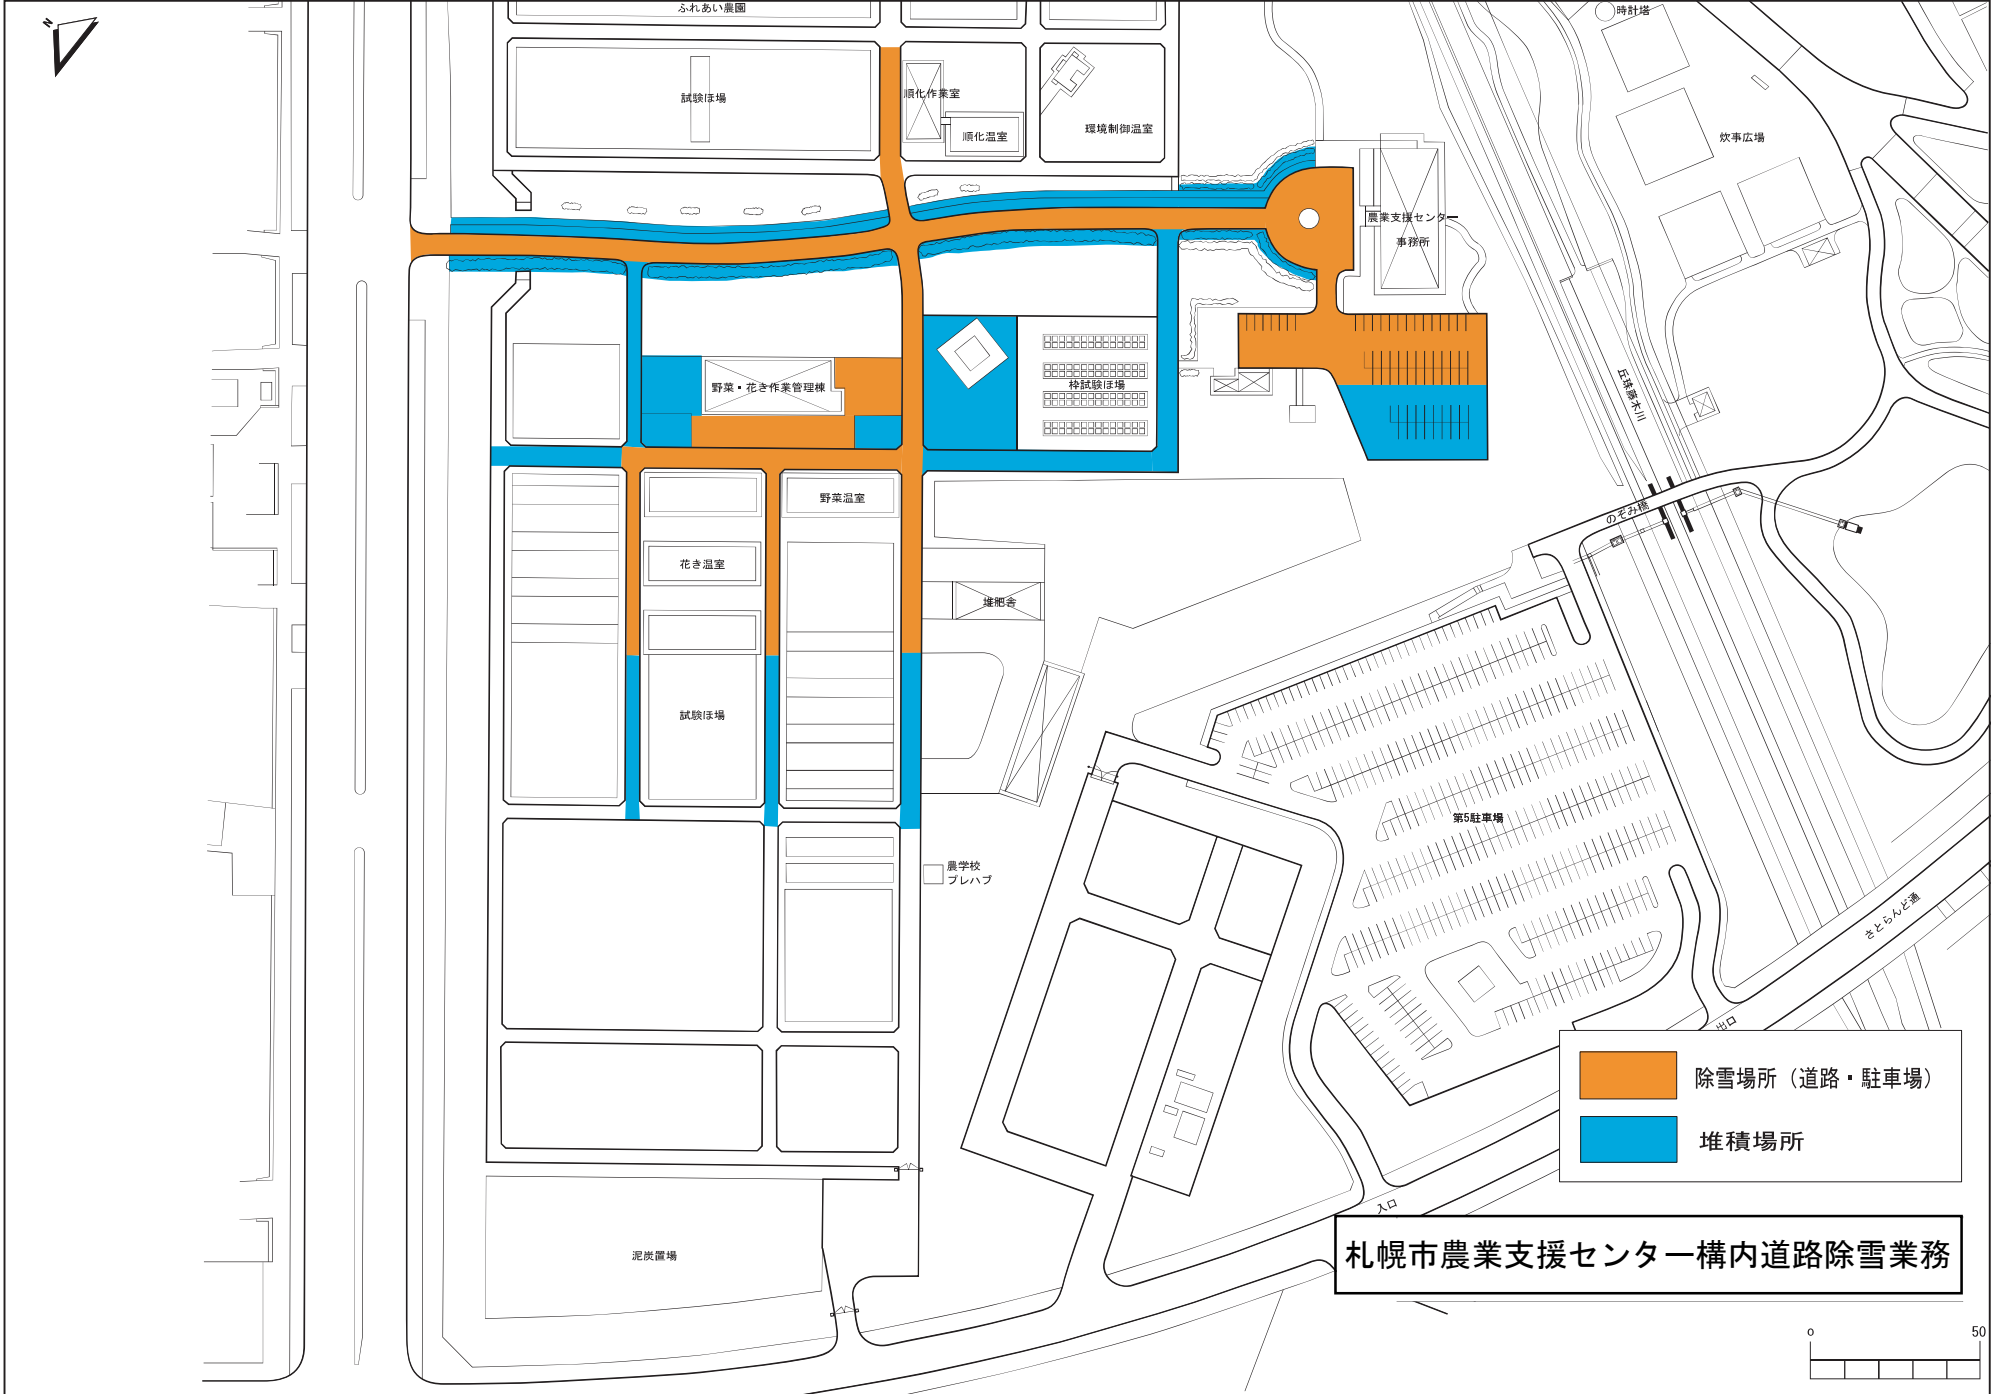 N
ふれあい農園
時計塔
試験ほ場
順化作業室
順化温室
環境制御温室
炊事広場
農業支援センター
事務所
野菜・花き作業管理棟
枠試験ほ場
丘珠藤木川
野菜温室
のぞみ橋
花き温室
堆肥舎
試験ほ場
第5駐車場
農学校
プレハブ
さとらんど通
出口
除雪場所（道路・駐車場）
堆積場所
入口
札幌市農業支援センター構内道路除雪業務
泥炭置場
0 50